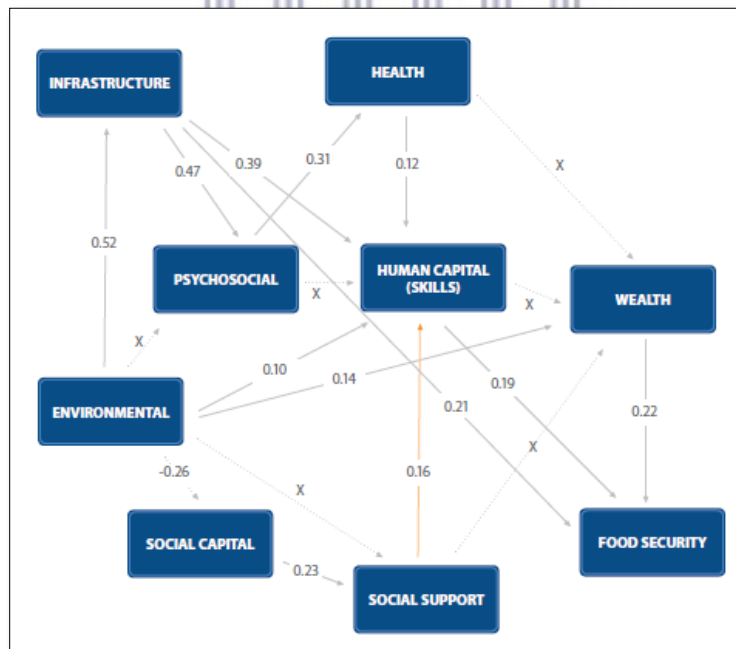 HEALTH
INFRASTRUCTURE
X
0.31
0.39
0.12
0.47
0.52
PSYCHOSOCIAL
HUMAN CAPITAL
(SKILLS)
X
X
WEALTH
X
0.10
0.14
0.19
0.21
0.22
ENVIRONMENTAL
X
-0.26
0.16
X
SOCIAL CAPITAL
FOOD SECURITY
0.23
SOCIAL SUPPORT